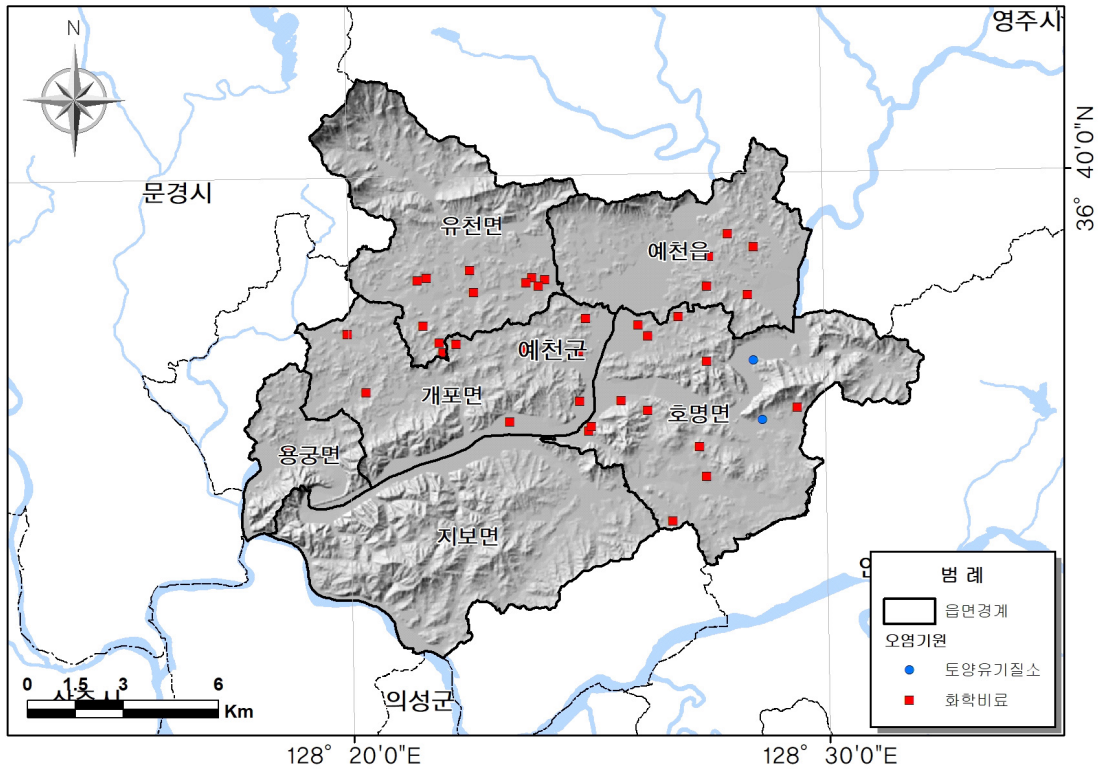 N
영주시
문경시
40'0"N
36°
유천면
예천읍
예천군
개포면
호명면
용궁면
지보면
범 례
읍면경계
오염기원
토양유기질소
화학비료
0 1.5 3 6
Km
상주시
의성군
128° 20'0"E
128° 30'0"E